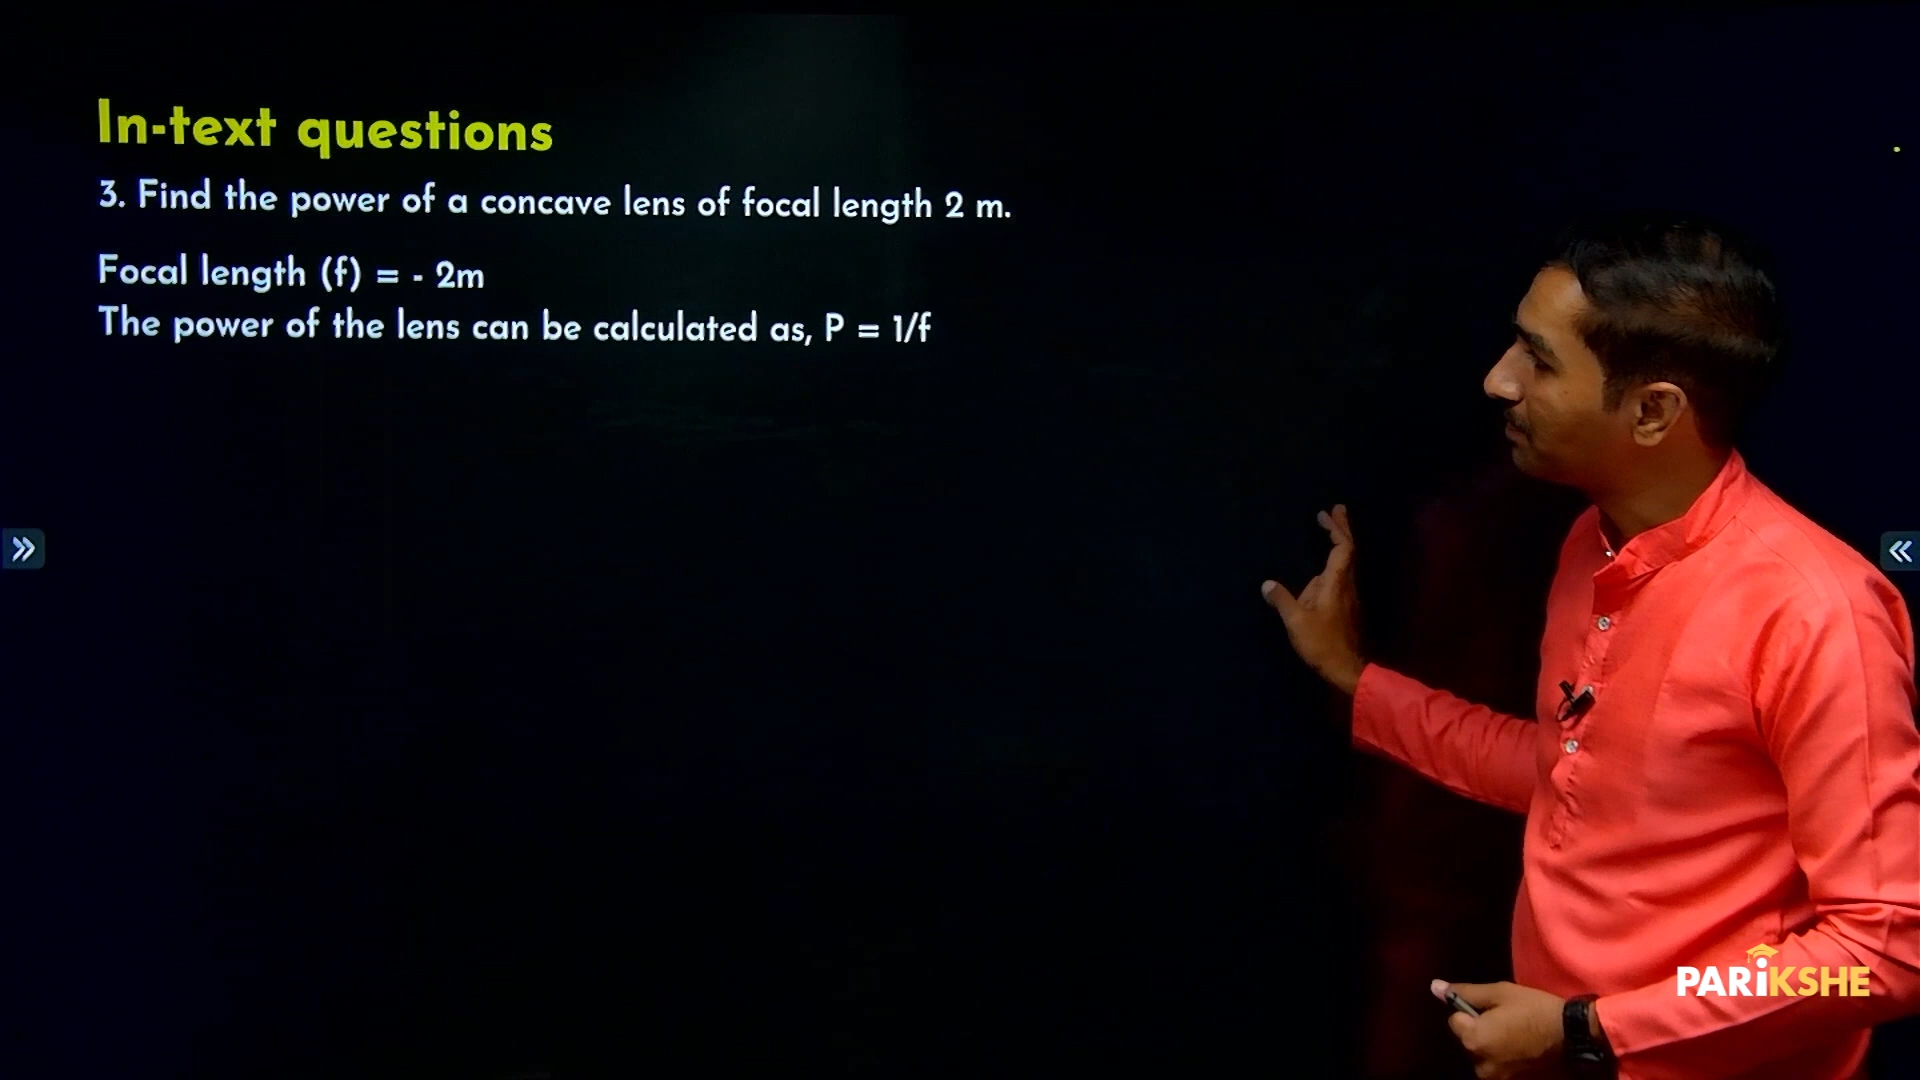 In-text questions
3. Find the power of a concave lens of focal length 2 m.
Focal length (f) = - 2m
The power of the lens can be calculated as, P = 1/f
PARiKSHE